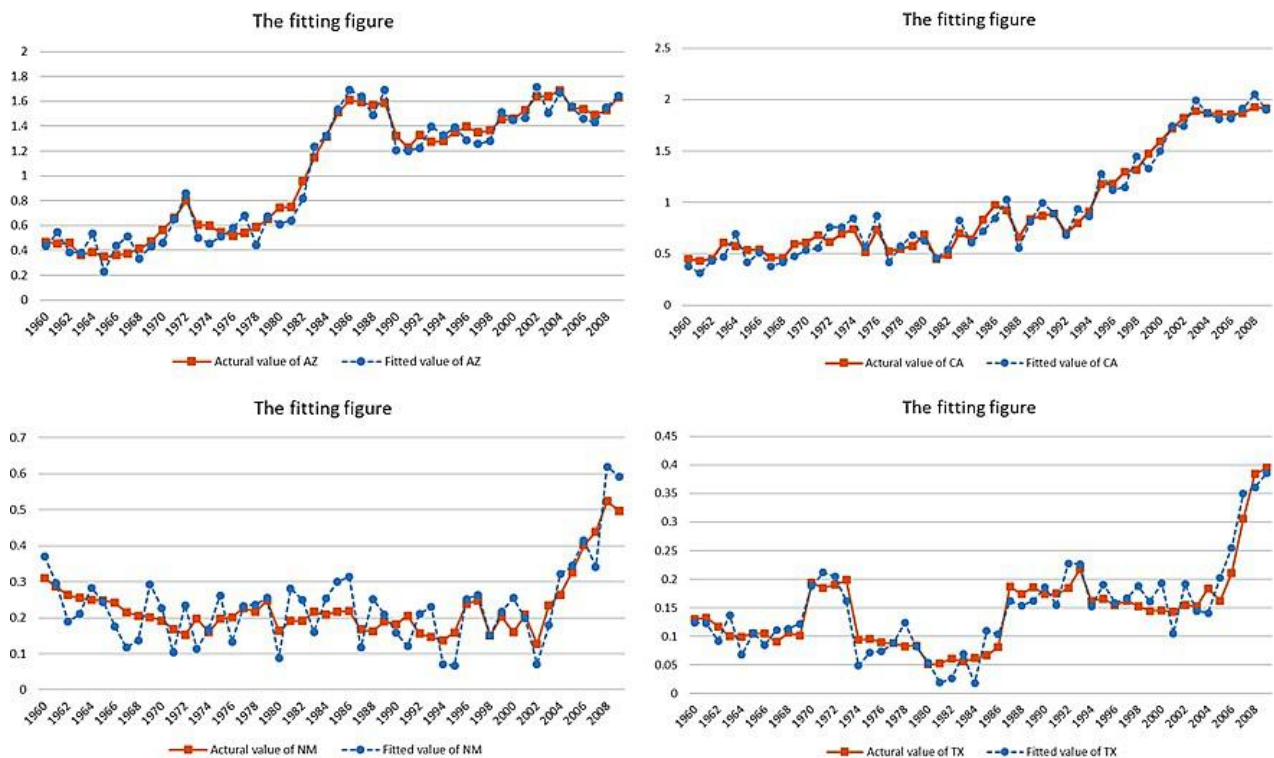 The fitting figure
2
1.8
1.6
1.4
1.2
1
0.8
0.6
0.4
0.2
0
1960 1962 1964 1966 1968 1970 1972 1974 1976 1978 1980 1982 1984 1986 1988 1990 1992 1994 1996 1998 2000 2002 2004 2006 2008
Actural value of AZ Fitted value of AZ
The fitting figure
2.5
2
1.5
1
0.5
0
1960 1962 1964 1966 1968 1970 1972 1974 1976 1978 1980 1982 1984 1986 1988 1990 1992 1994 1996 1998 2000 2002 2004 2006 2008
Actural value of CA Fitted value of CA
The fitting figure
0.7
0.6
0.5
0.4
0.3
0.2
0.1
0
1960 1962 1964 1966 1968 1970 1972 1974 1976 1978 1980 1982 1984 1986 1988 1990 1992 1994 1996 1998 2000 2002 2004 2006 2008
Actural value of NM Fitted value of NM
The fitting figure
0.45
0.4
0.35
0.3
0.25
0.2
0.15
0.1
0.05
0
1960 1962 1964 1966 1968 1970 1972 1974 1976 1978 1980 1982 1984 1986 1988 1990 1992 1994 1996 1998 2000 2002 2004 2006 2008
Actural value of TX Fitted value of TX